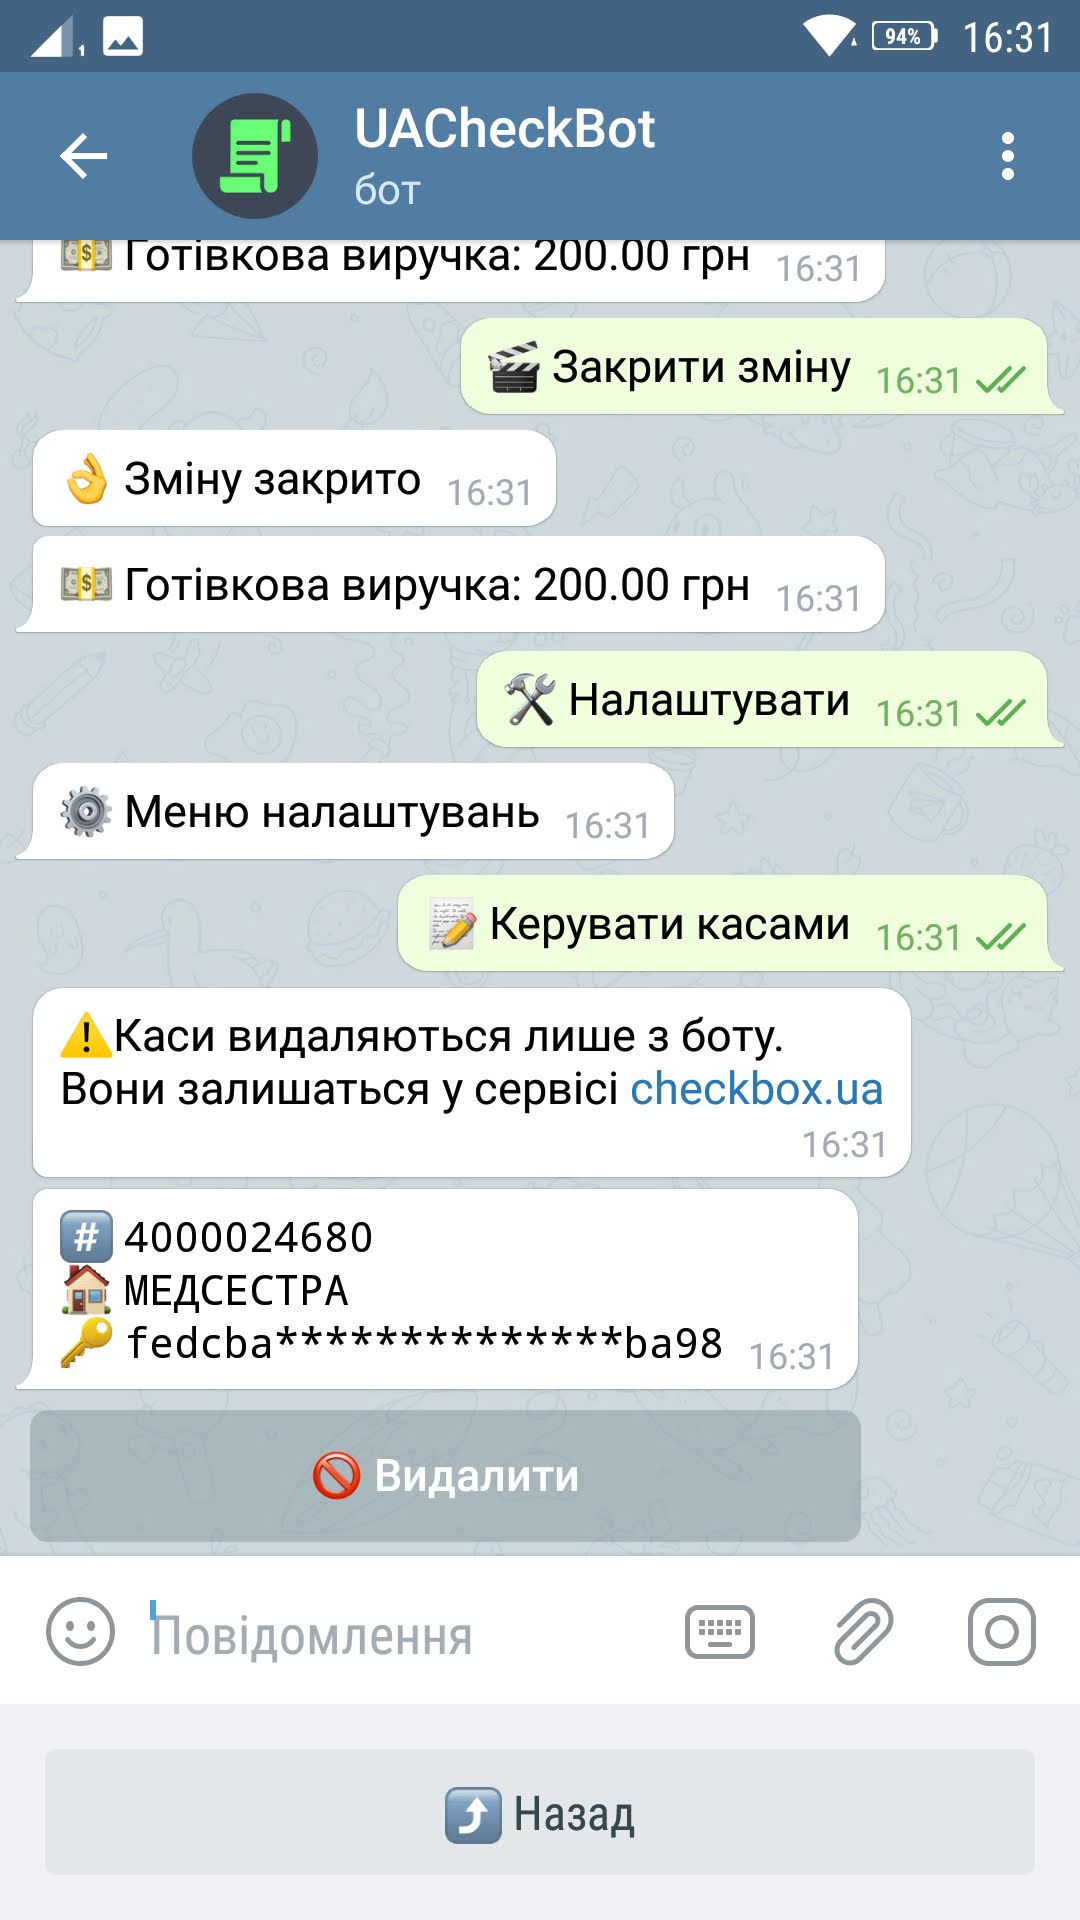 1
94%
16:31
UACheckBot
бот
Готівкова виручка: 200.00 грн 16:31
Закрити зміну 16:31
Зміну закрито 16:31
Готівкова виручка: 200.00 грн 16:31
Налаштувати 16:31
Меню налаштувань 16:31
Керувати касами 16:31
Каси видаляються лише з боту.
Вони залишаться у сервісі checkbox.ua
16:31
# 4000024680
МЕДСЕСТРА
fedcba**************ba98 16:31
Видалити
Повідомлення
Назад